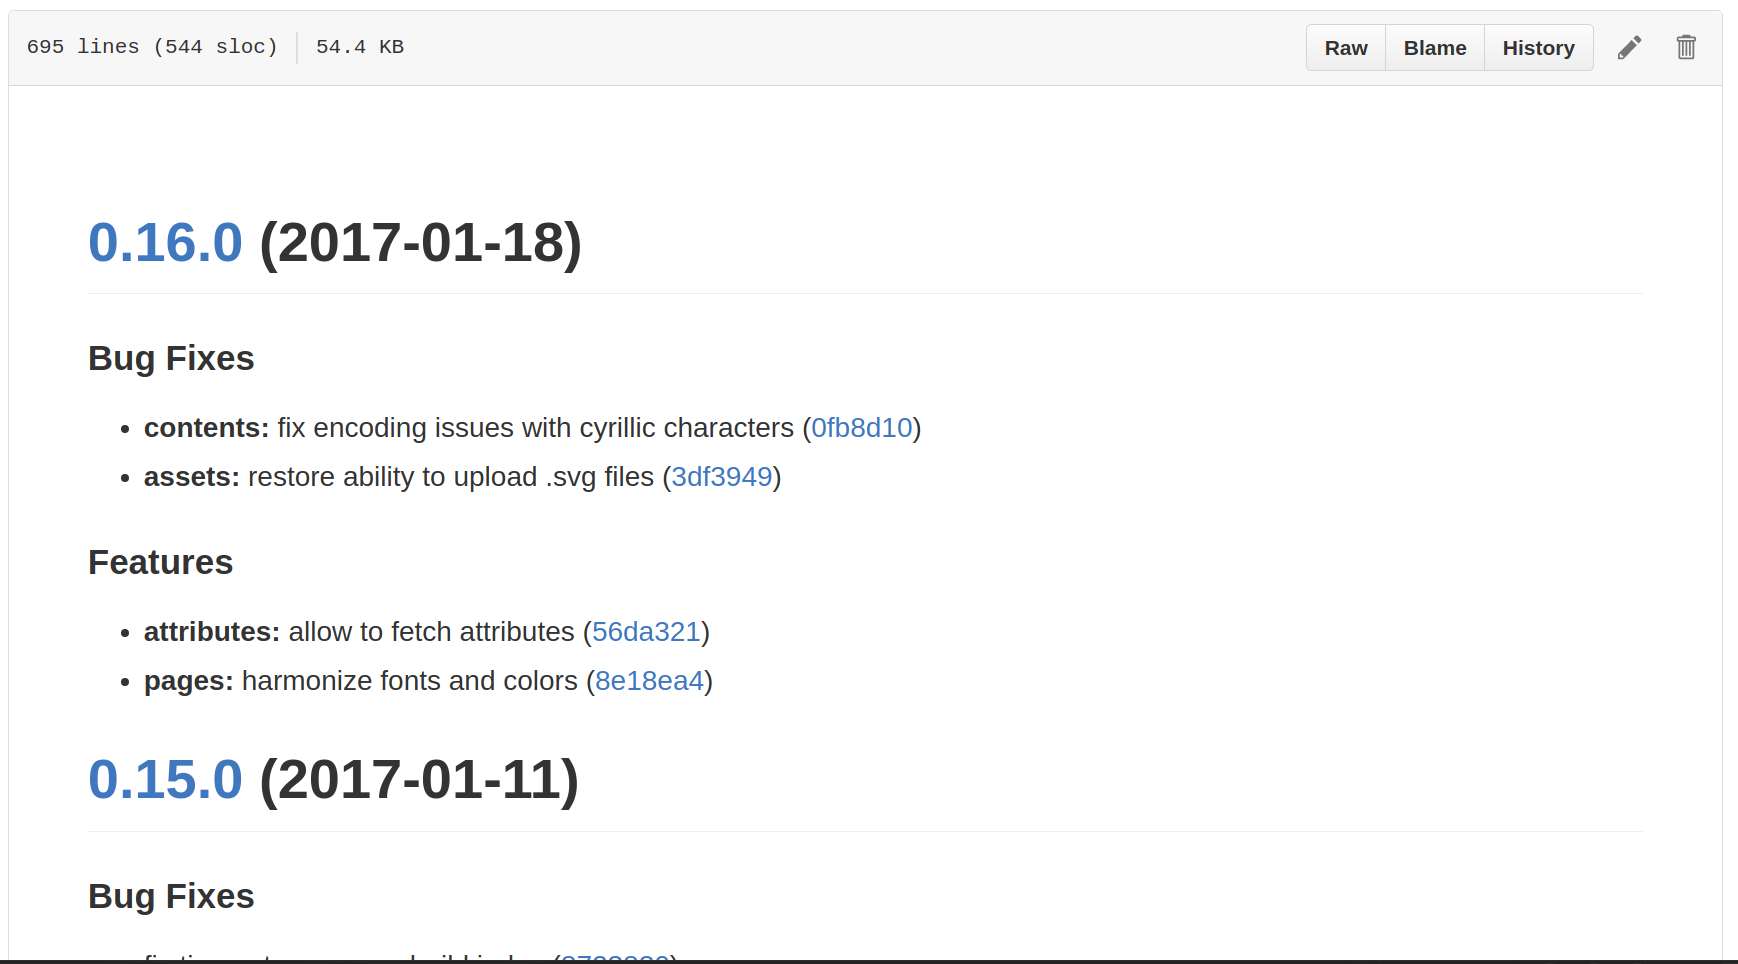 695 lines (544 sloc) 54.4 KB Raw Blame History
0.16.0 (2017-01-18)
Bug Fixes
contents: fix encoding issues with cyrillic characters (0fb8d10)
assets: restore ability to upload .svg files (3df3949)
Features
attributes: allow to fetch attributes (56da321)
pages: harmonize fonts and colors (8e18ea4)
0.15.0 (2017-01-11)
Bug Fixes